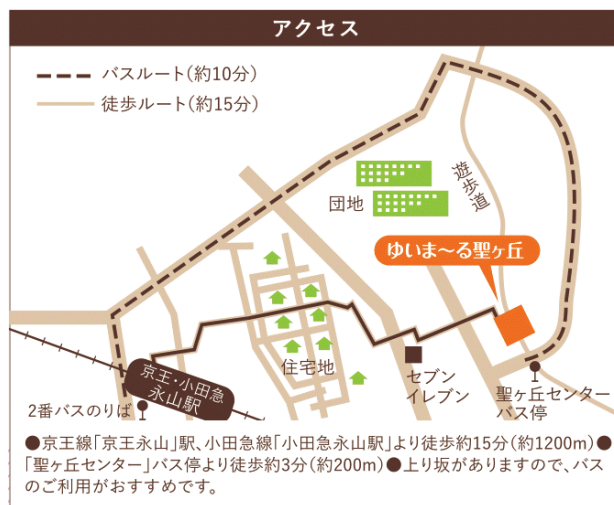 アクセス
バスルート(約10分)
徒歩ルート(約15分)
団地
遊歩道
ゆいま～る聖ヶ丘
住宅地
セブン
イレブン
聖ヶ丘センター
バス停
京王・小田急
永山駅
2番バスのりば
●京王線「京王永山」駅、小田急線「小田急永山駅」より徒歩約15分(約1200m)●
「聖ヶ丘センター」バス停より徒歩約3分(約200m)●上り坂がありますので、バス
のご利用がおすすめです。